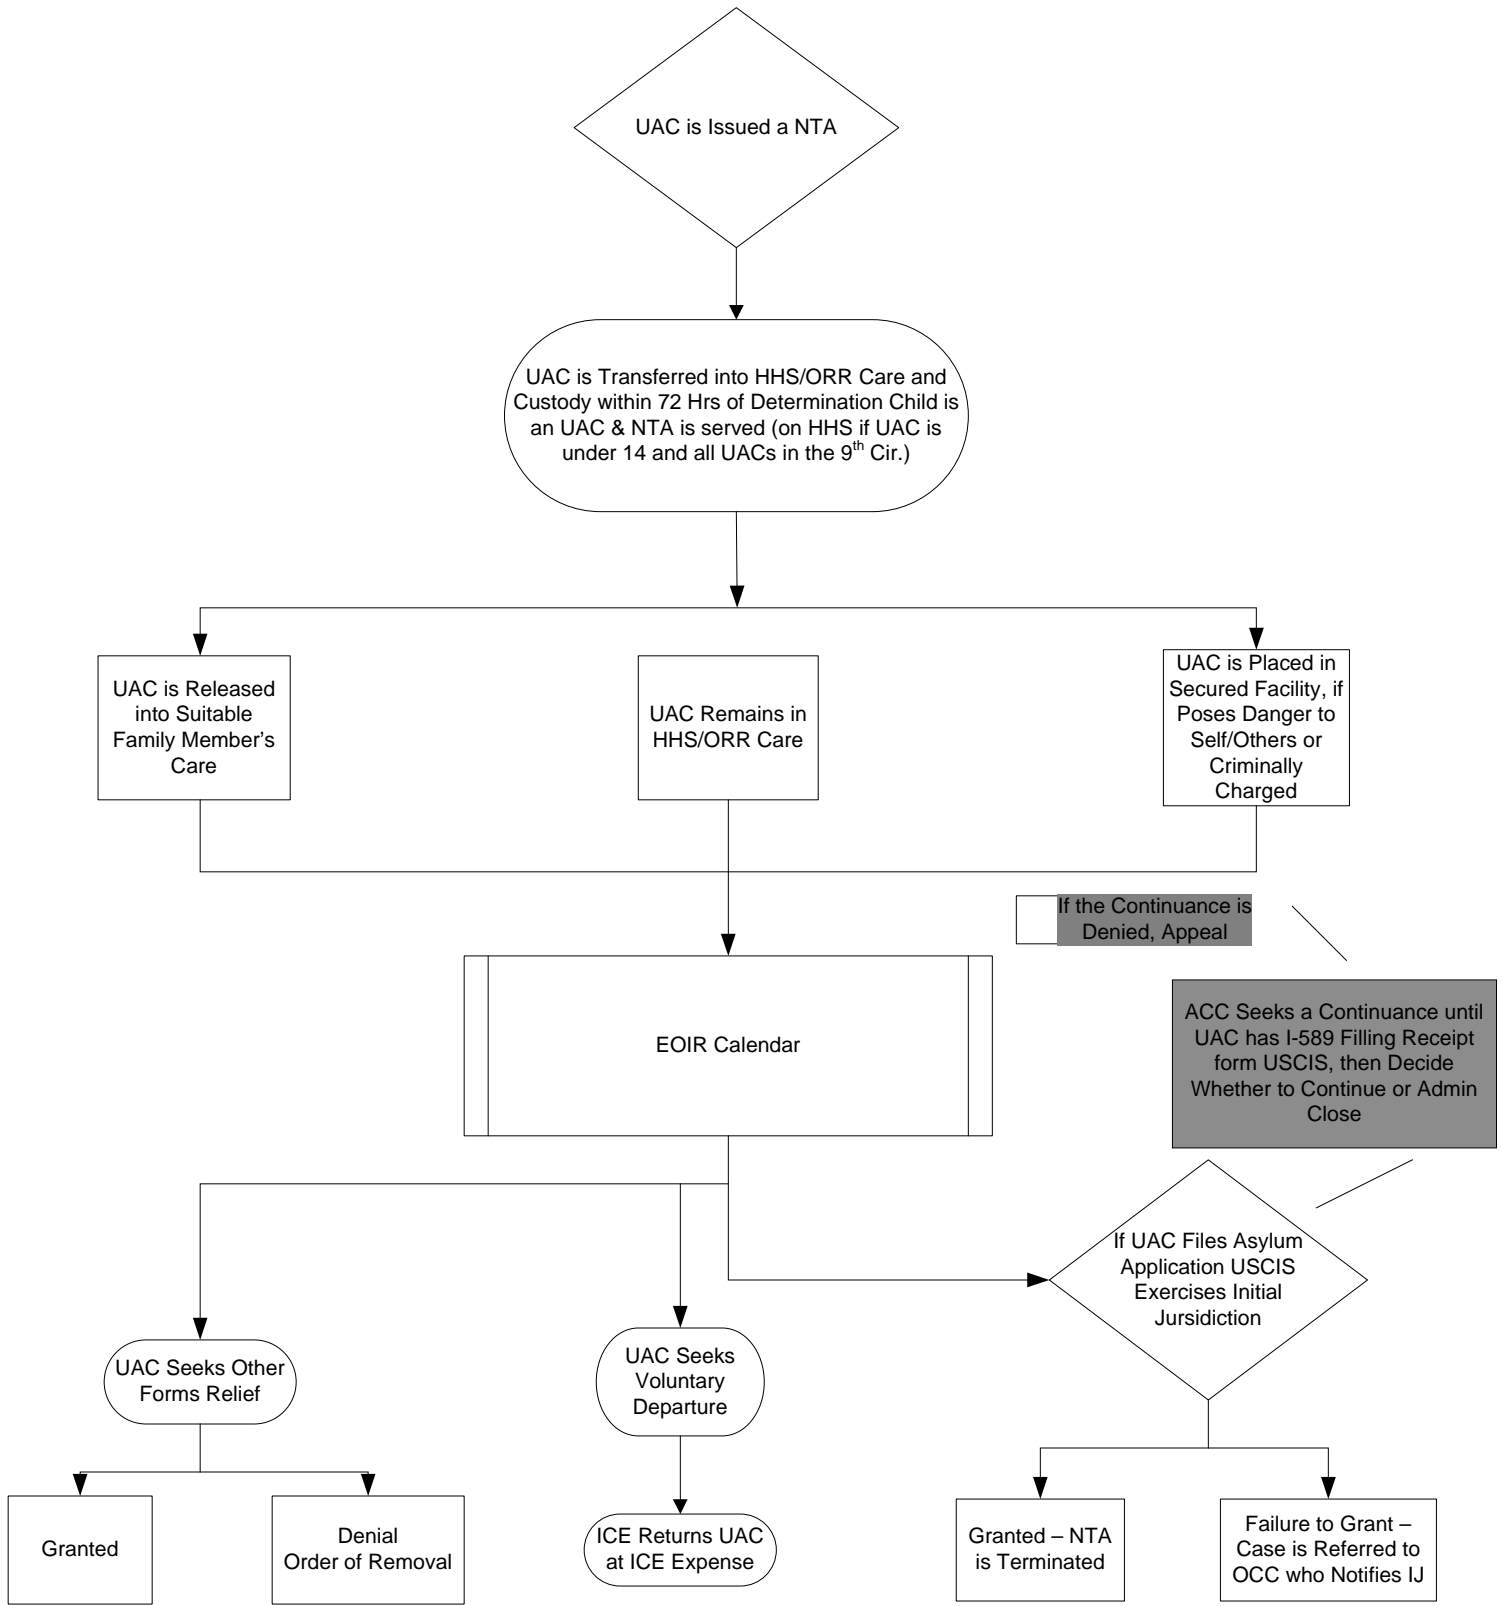 UAC is Issued a NTA
UAC is Transferred into HHS/ORR Care and
Custody within 72 Hrs of Determination Child is
an UAC & NTA is served (on HHS if UAC is
under 14 and all UACs in the 9th Cir.)
UAC is Released
into Suitable
Family Member's
Care
UAC Remains in
HHS/ORR Care
UAC is Placed in
Secured Facility, if
Poses Danger to
Self/Others or
Criminally
Charged
If the Continuance is
Denied, Appeal
EOIR Calendar
ACC Seeks a Continuance until
UAC has I-589 Filling Receipt
form USCIS, then Decide
Whether to Continue or Admin
Close
If UAC Files Asylum
Application USCIS
Exercises Initial
Jursidiction
UAC Seeks Other
Forms Relief
UAC Seeks
Voluntary
Departure
Granted
Denial
Order of Removal
ICE Returns UAC
at ICE Expense
Granted – NTA
is Terminated
Failure to Grant –
Case is Referred to
OCC who Notifies IJ